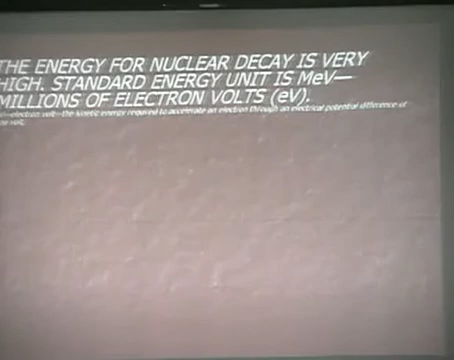 THE ENERGY FOR NUCLEAR DECAY IS VERY
HIGH. STANDARD ENERGY UNIT IS MeV—
MILLIONS OF ELECTRON VOLTS (eV).
electron volt—the kinetic energy required to accelerate an electron through an electrical potential difference of
one volt.